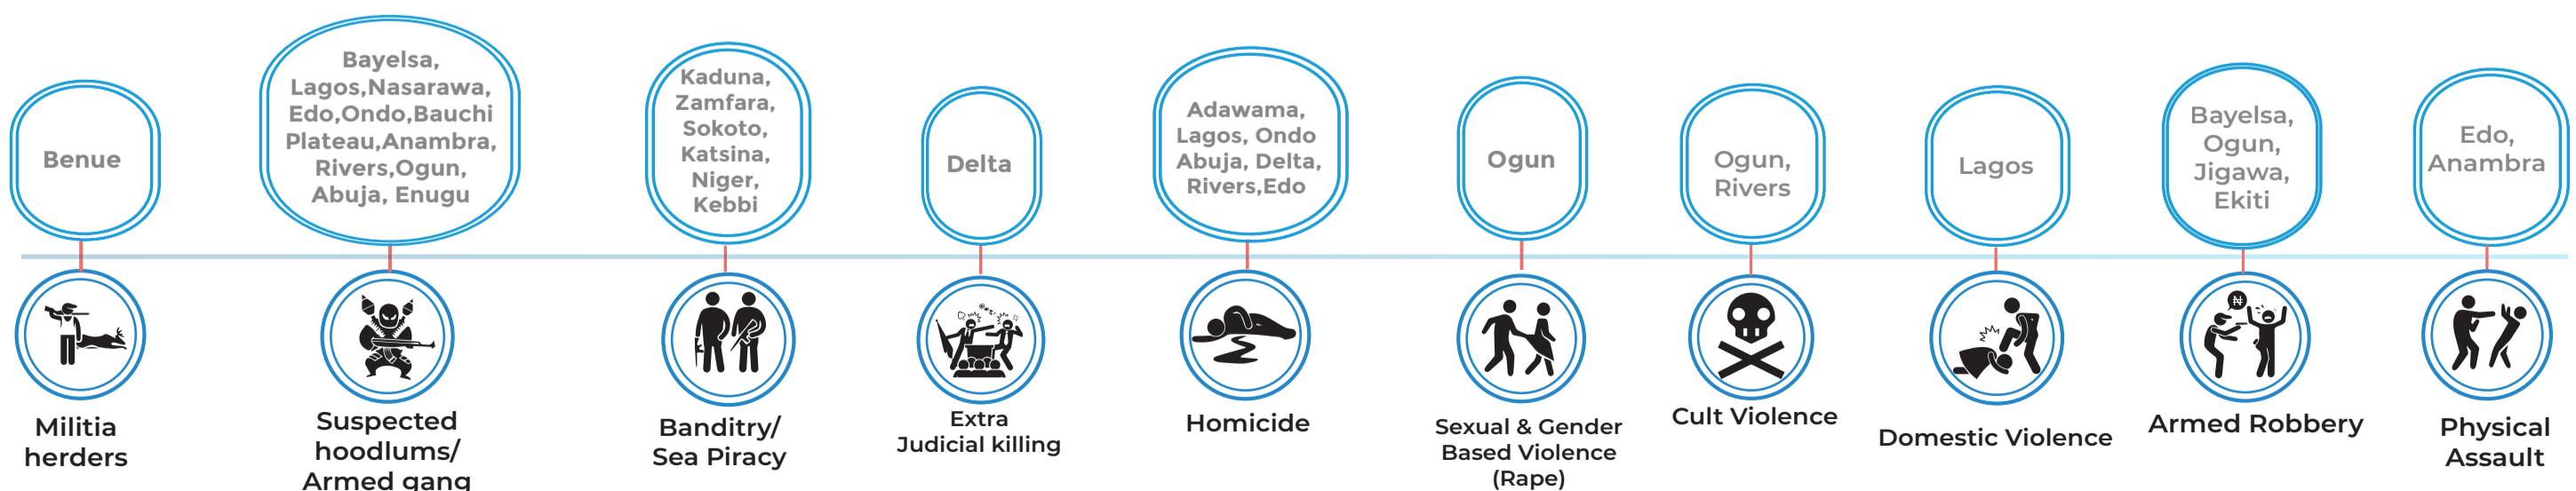 Benue
Bayelsa,
Lagos,Nasarawa,
Edo,Ondo,Bauchi
Plateau,Anambra,
Rivers,Ogun,
Abuja, Enugu
Kaduna,
Zamfara,
Sokoto,
Katsina,
Niger,
Kebbi
Delta
Adawama,
Lagos, Ondo
Abuja, Delta,
Rivers,Edo
Ogun
Ogun,
Rivers
Lagos
Bayelsa,
Ogun,
Jigawa,
Ekiti
Edo,
Anambra
₦
Militia
herders
Suspected
hoodlums/
Armed gang
Banditry/
Sea Piracy
Extra
Judicial killing
Homicide
Sexual & Gender
Based Violence
(Rape)
Cult Violence
Domestic Violence
Armed Robbery
Physical
Assault